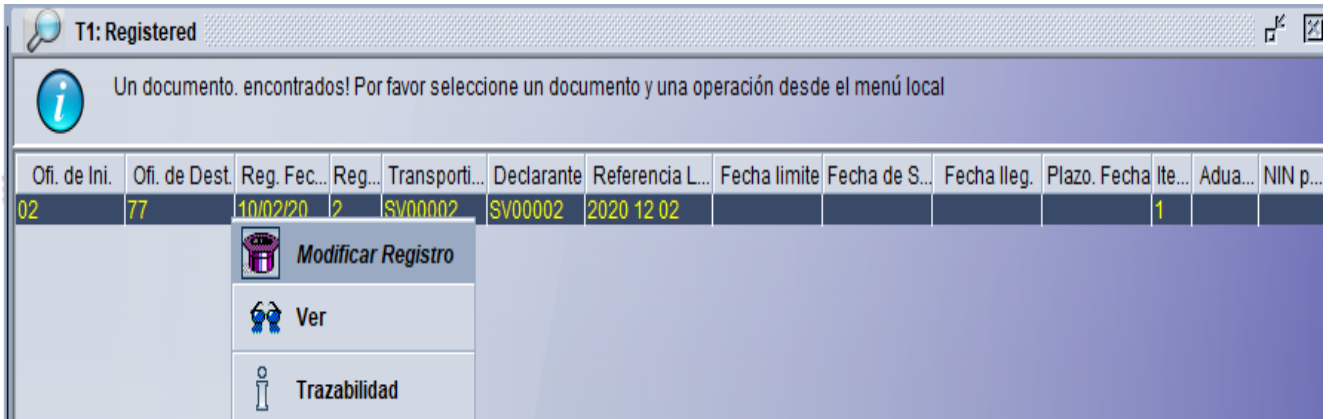 T1: Registered
Un documento. encontrados! Por favor seleccione un documento y una operación desde el menú local
Ofi. de Ini. Ofi. de Dest. Reg. Fec... Reg... Transporti... Declarante Referencia L... Fecha limite Fecha de S... Fecha lleg. Plazo. Fecha Ite... Adua... NIN p...
02 77 10/02/20 2 SV00002 SV00002 2020 12 02 1
Modificar Registro
Ver
Trazabilidad